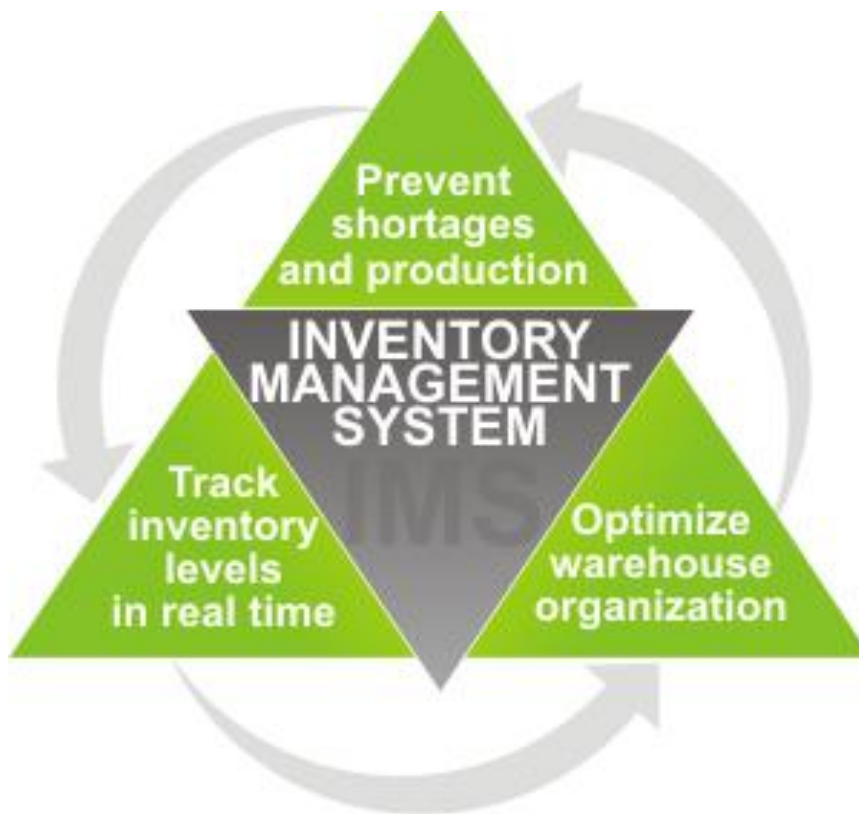 Prevent
shortages
and production
INVENTORY
MANAGEMENT
SYSTEM
IMS
Track
inventory
levels
in real time
Optimize
warehouse
organization